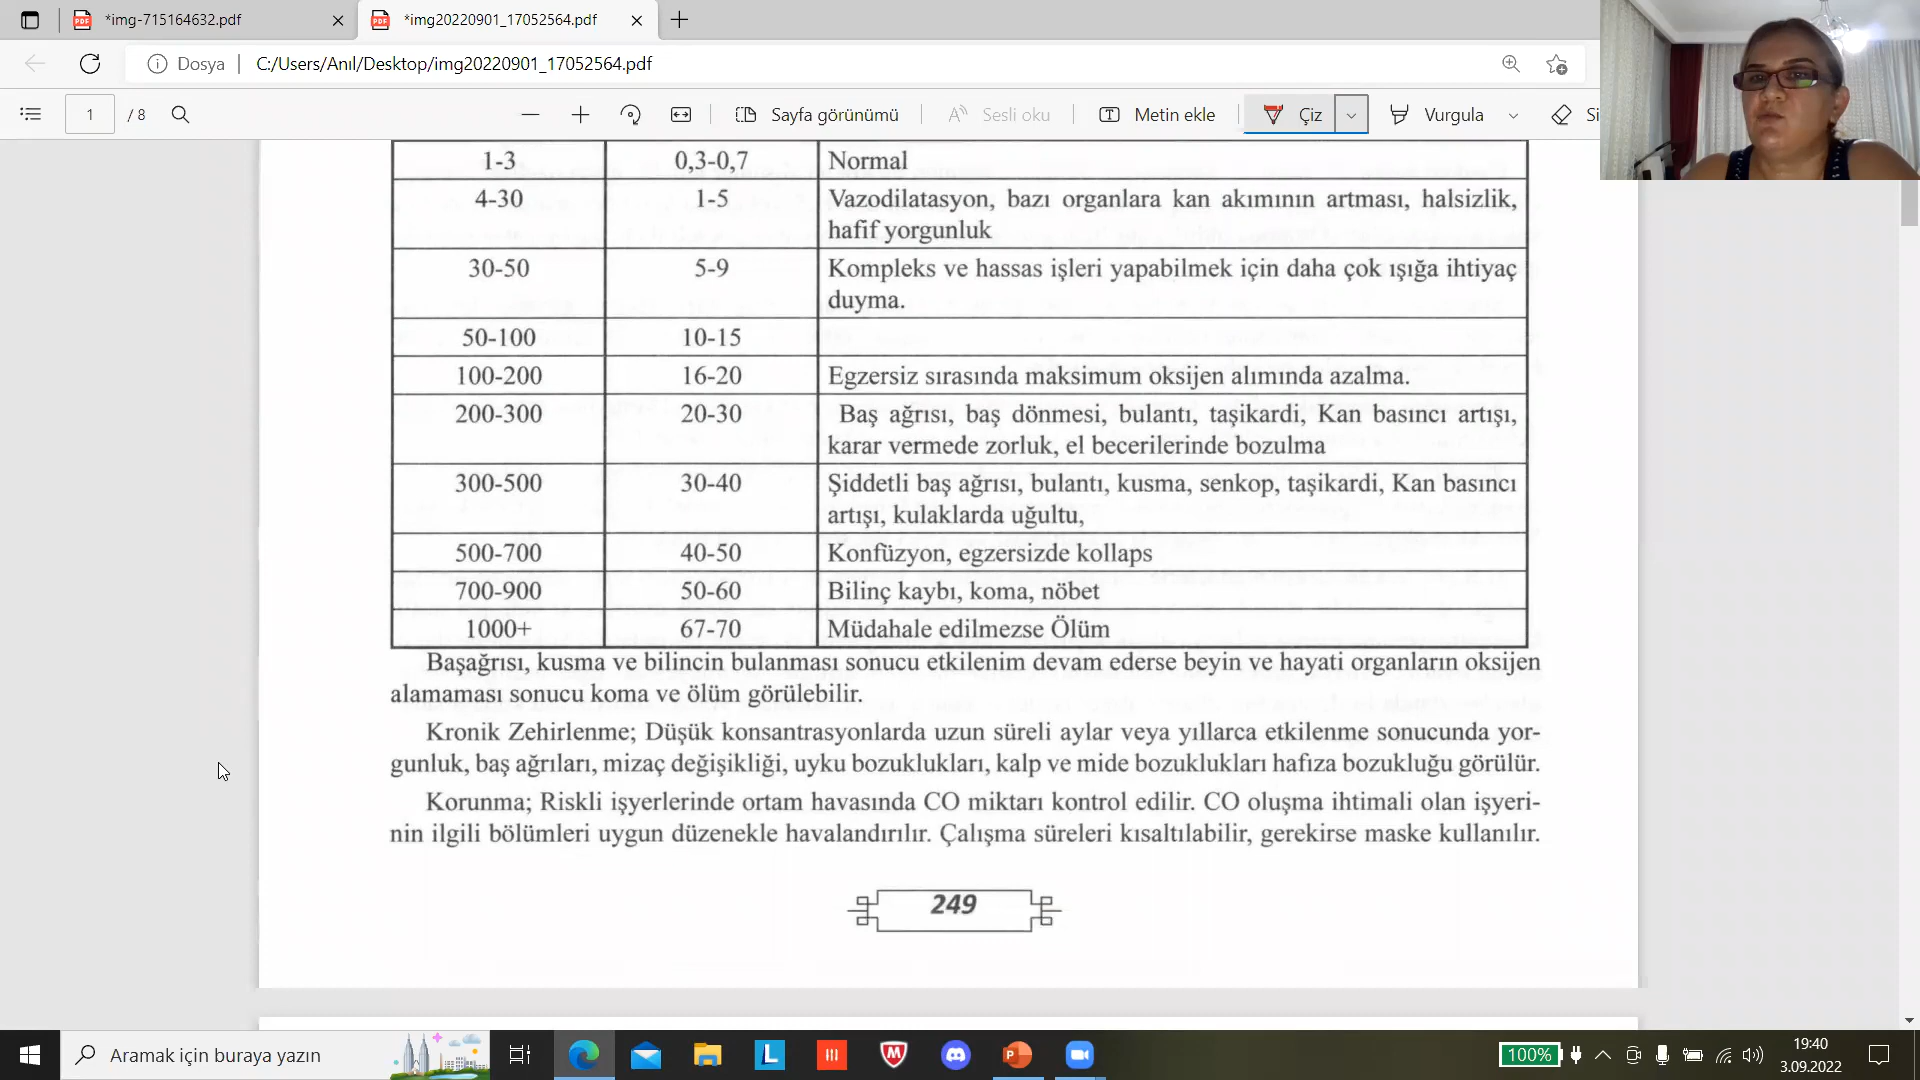 *img-715164632.pdf
*img20220901_17052564.pdf
Dosya
C:/Users/Anıl/Desktop/img20220901_17052564.pdf
1 / 8
Sayfa görünümü
Sesli oku
Metin ekle
Çiz
Vurgula
Si
1-3 0,3-0,7 Normal
4-30 1-5 Vazodilatasyon, bazı organlara kan akımının artması, halsizlik,
hafif yorgunluk
30-50 5-9 Kompleks ve hassas işleri yapabilmek için daha çok ışığa ihtiyaç
duyma.
50-100 10-15
100-200 16-20 Egzersiz sırasında maksimum oksijen alımında azalma.
200-300 20-30 Baş ağrısı, baş dönmesi, bulantı, taşikardi, Kan basıncı artışı,
karar vermede zorluk, el becerilerinde bozulma
300-500 30-40 Şiddetli baş ağrısı, bulantı, kusma, senkop, taşikardi, Kan basıncı
artışı, kulaklarda uğultu,
500-700 40-50 Konfüzyon, egzersizde kollaps
700-900 50-60 Bilinç kaybı, koma, nöbet
1000+ 67-70 Müdahale edilmezse Ölüm
Başağrısı, kusma ve bilincin bulanması sonucu etkilenim devam ederse beyin ve hayati organların oksijen
alamaması sonucu koma ve ölüm görülebilir.
Kronik Zehirlenme; Düşük konsantrasyonlarda uzun süreli aylar veya yıllarca etkilenme sonucunda yor-
gunluk, baş ağrıları, mizaç değişikliği, uyku bozuklukları, kalp ve mide bozuklukları hafıza bozukluğu görülür.
Korunma; Riskli işyerlerinde ortam havasında CO miktarı kontrol edilir. CO oluşma ihtimali olan işyeri-
nin ilgili bölümleri uygun düzenekle havalandırılır. Çalışma süreleri kısaltılabilir, gerekirse maske kullanılır.
249
Aramak için buraya yazın
100%
19:40
3.09.2022